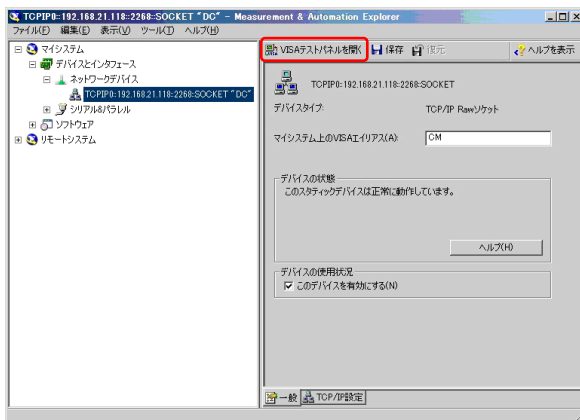 TCPIP0::192.168.21.118::2268::SOCKET "DC" - Measurement & Automation Explorer
ファイル(F) 編集(E) 表示(V) ツール(T) ヘルプ(H)
マイシステム
デバイスとインタフェース
ネットワークデバイス
TCPIP0::192.168.21.118::2268::SOCKET "DC"
シリアル&パラレル
ソフトウェア
リモートシステム
VISAテストパネルを開く 保存 復元 ヘルプを表示
TCPIP0::192.168.21.118::2268::SOCKET
デバイスタイプ: TCP/IP Rawソケット
マイシステム上のVISAエイリアス(A): CM
デバイスの状態
このスタティックデバイスは正常に動作しています。
ヘルプ(H)
デバイスの使用状況
このデバイスを有効にする(N)
一般 TCP/IP設定